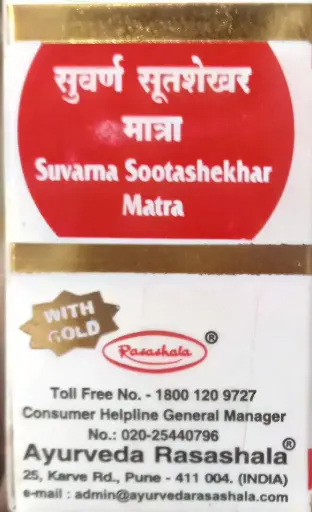 सुवर्ण सूतशेखर
मात्रा
Suvarna Sootashekhar
Matra
WITH
GOLD
Rasashala ®
Toll Free No. - 1800 120 9727
Consumer Helpline General Manager
No.: 020-25440796
Ayurveda Rasashala®
25, Karve Rd., Pune - 411 004. (INDIA)
e-mail : admin@ayurvedarasashala.com